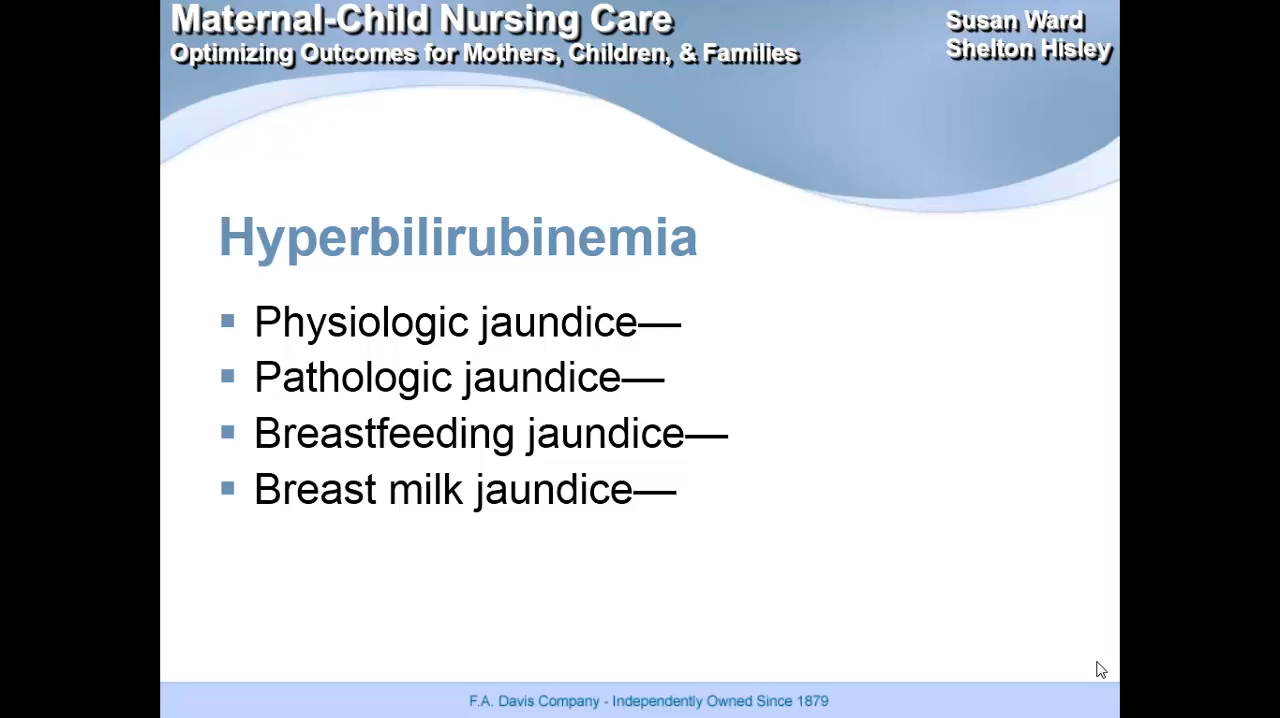 Maternal-Child Nursing Care
Optimizing Outcomes for Mothers, Children, & Families
Susan Ward
Shelton Hisley
Hyperbilirubinemia
▪ Physiologic jaundice—
▪ Pathologic jaundice—
▪ Breastfeeding jaundice—
▪ Breast milk jaundice—
F.A. Davis Company - Independently Owned Since 1879